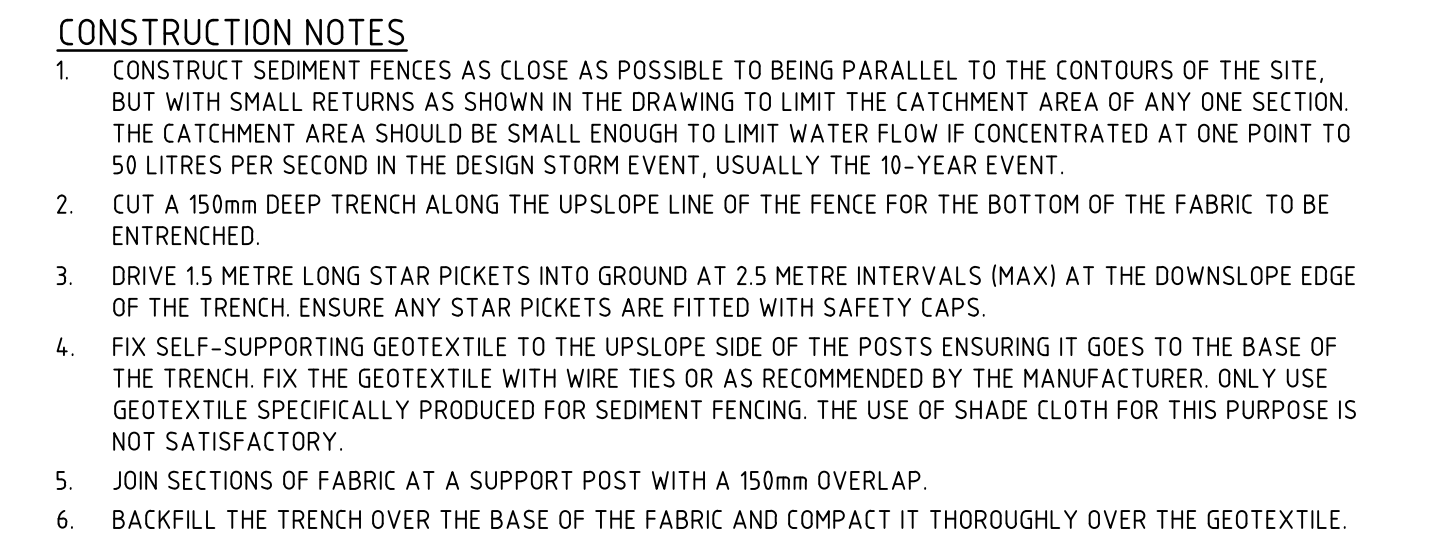 CONSTRUCTION NOTES
1. CONSTRUCT SEDIMENT FENCES AS CLOSE AS POSSIBLE TO BEING PARALLEL TO THE CONTOURS OF THE SITE,
BUT WITH SMALL RETURNS AS SHOWN IN THE DRAWING TO LIMIT THE CATCHMENT AREA OF ANY ONE SECTION.
THE CATCHMENT AREA SHOULD BE SMALL ENOUGH TO LIMIT WATER FLOW IF CONCENTRATED AT ONE POINT TO
50 LITRES PER SECOND IN THE DESIGN STORM EVENT, USUALLY THE 10-YEAR EVENT.
2. CUT A 150mm DEEP TRENCH ALONG THE UPSLOPE LINE OF THE FENCE FOR THE BOTTOM OF THE FABRIC TO BE
ENTRENCHED.
3. DRIVE 1.5 METRE LONG STAR PICKETS INTO GROUND AT 2.5 METRE INTERVALS (MAX) AT THE DOWNSLOPE EDGE
OF THE TRENCH. ENSURE ANY STAR PICKETS ARE FITTED WITH SAFETY CAPS.
4. FIX SELF-SUPPORTING GEOTEXTILE TO THE UPSLOPE SIDE OF THE POSTS ENSURING IT GOES TO THE BASE OF
THE TRENCH. FIX THE GEOTEXTILE WITH WIRE TIES OR AS RECOMMENDED BY THE MANUFACTURER. ONLY USE
GEOTEXTILE SPECIFICALLY PRODUCED FOR SEDIMENT FENCING. THE USE OF SHADE CLOTH FOR THIS PURPOSE IS
NOT SATISFACTORY.
5. JOIN SECTIONS OF FABRIC AT A SUPPORT POST WITH A 150mm OVERLAP.
6. BACKFILL THE TRENCH OVER THE BASE OF THE FABRIC AND COMPACT IT THOROUGHLY OVER THE GEOTEXTILE.